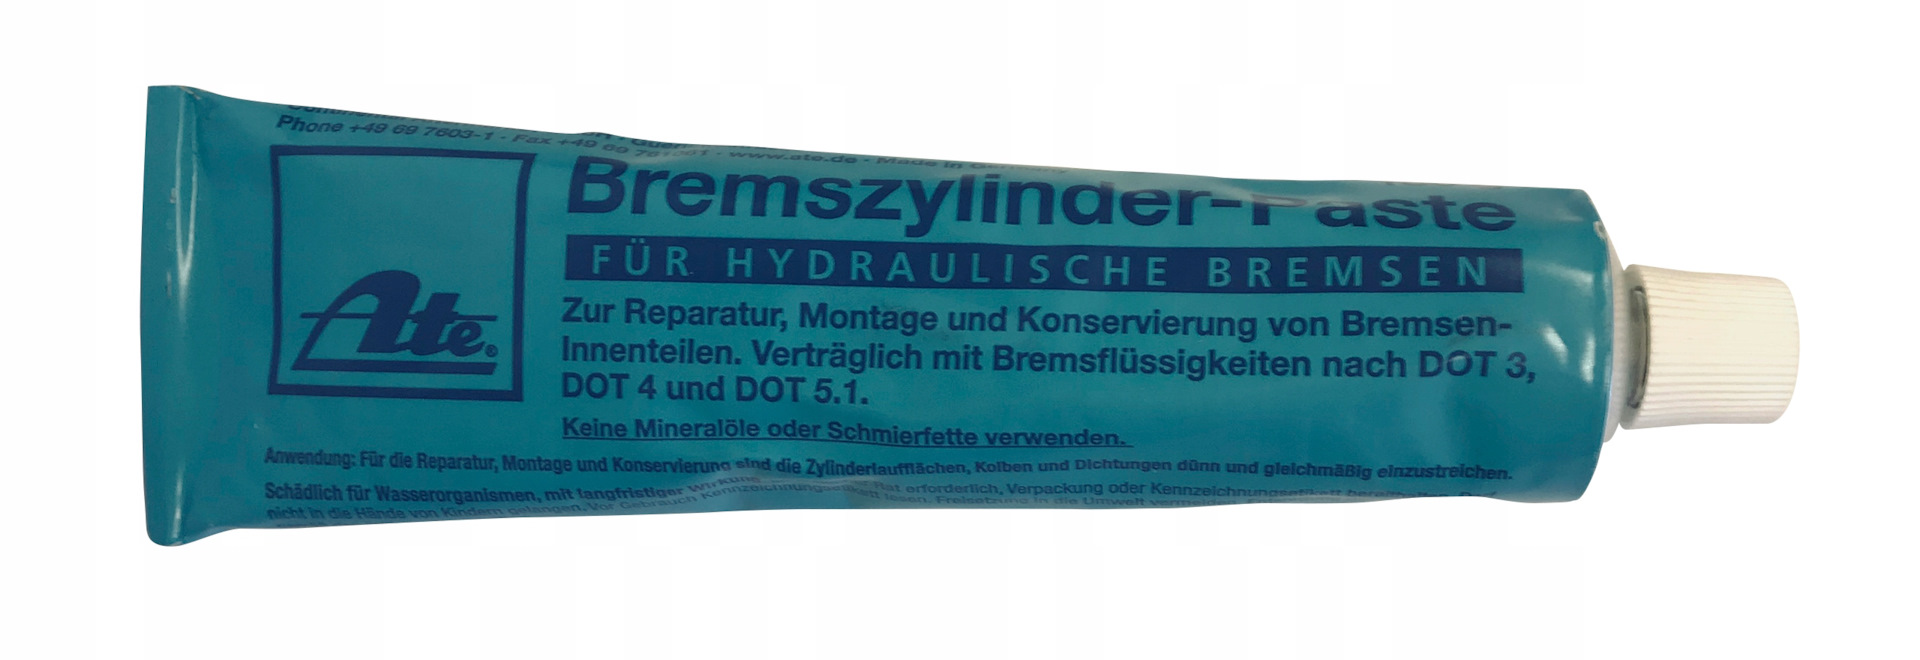 Phone +49 69 7603-1 · Fax +49 69 761061 · www.ate.de · Made in Germany
Ate®
Bremszylinder-Paste
FÜR HYDRAULISCHE BREMSEN
Zur Reparatur, Montage und Konservierung von Bremsen-
Innenteilen. Verträglich mit Bremsflüssigkeiten nach DOT 3,
DOT 4 und DOT 5.1.
Keine Mineralöle oder Schmierfette verwenden.
Anwendung: Für die Reparatur, Montage und Konservierung sind die Zylinderlaufflächen, Kolben und Dichtungen dünn und gleichmäßig einzustreichen.
Schädlich für Wasserorganismen, mit langfristiger Wirkung. Rat erforderlich, Verpackung oder Kennzeichnungsetikett
nicht in die Hände von Kindern gelangen. Vor Gebrauch Kennzeichnungsetikett lesen. Freisetzung in die Umwelt vermeiden.